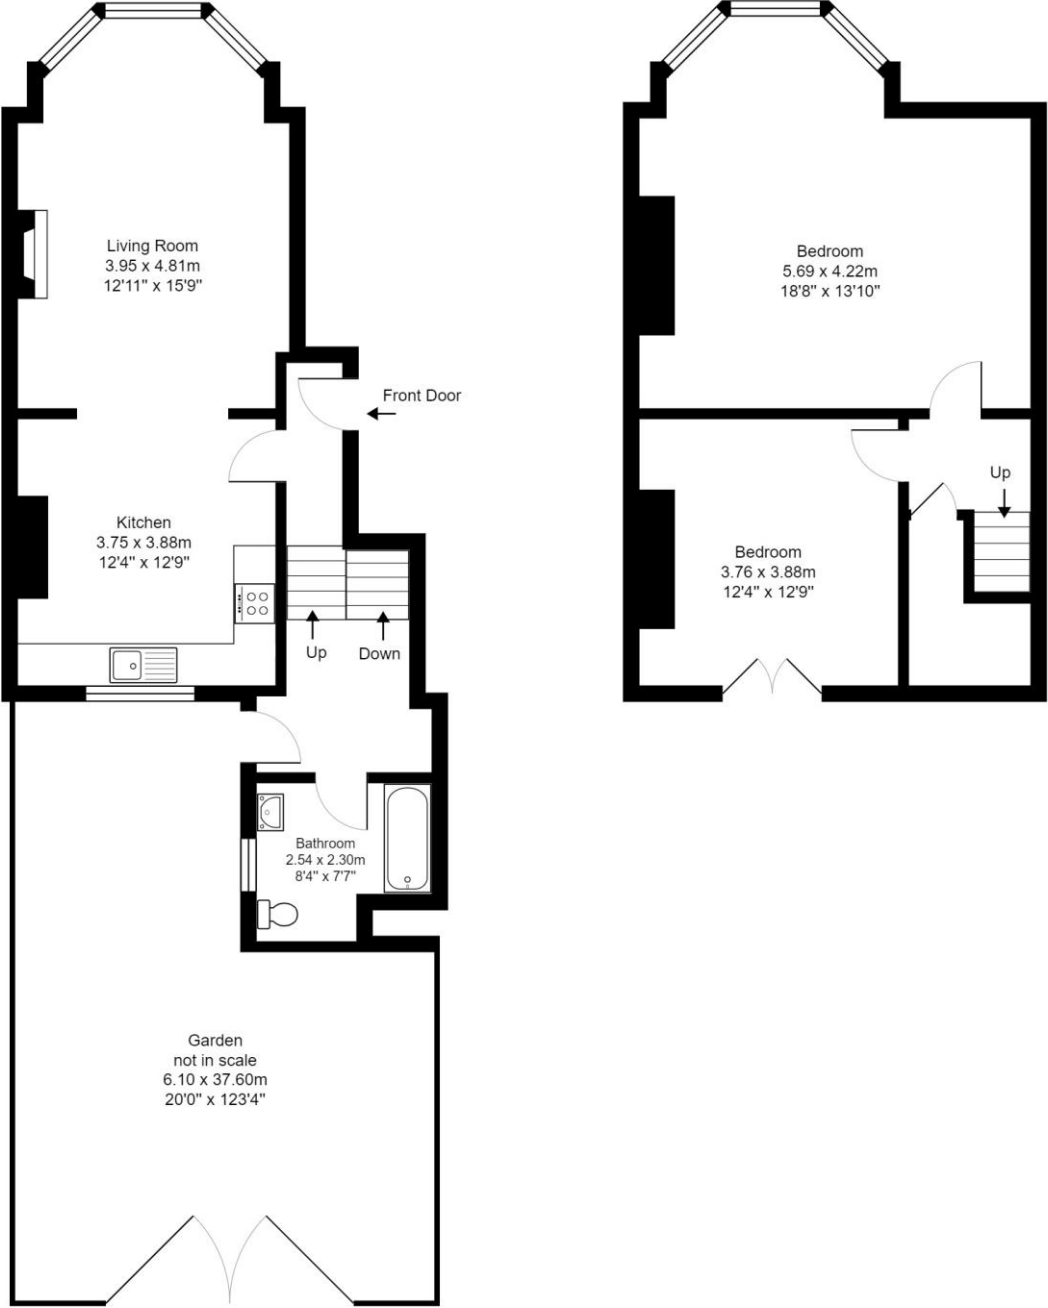 Living Room
3.95 x 4.81m
12'11" x 15'9"
Front Door
Kitchen
3.75 x 3.88m
12'4" x 12'9"
Up
Down
Bathroom
2.54 x 2.30m
8'4" x 7'7"
Garden
not in scale
6.10 x 37.60m
20'0" x 123'4"
Bedroom
5.69 x 4.22m
18'8" x 13'10"
Up
Bedroom
3.76 x 3.88m
12'4" x 12'9"